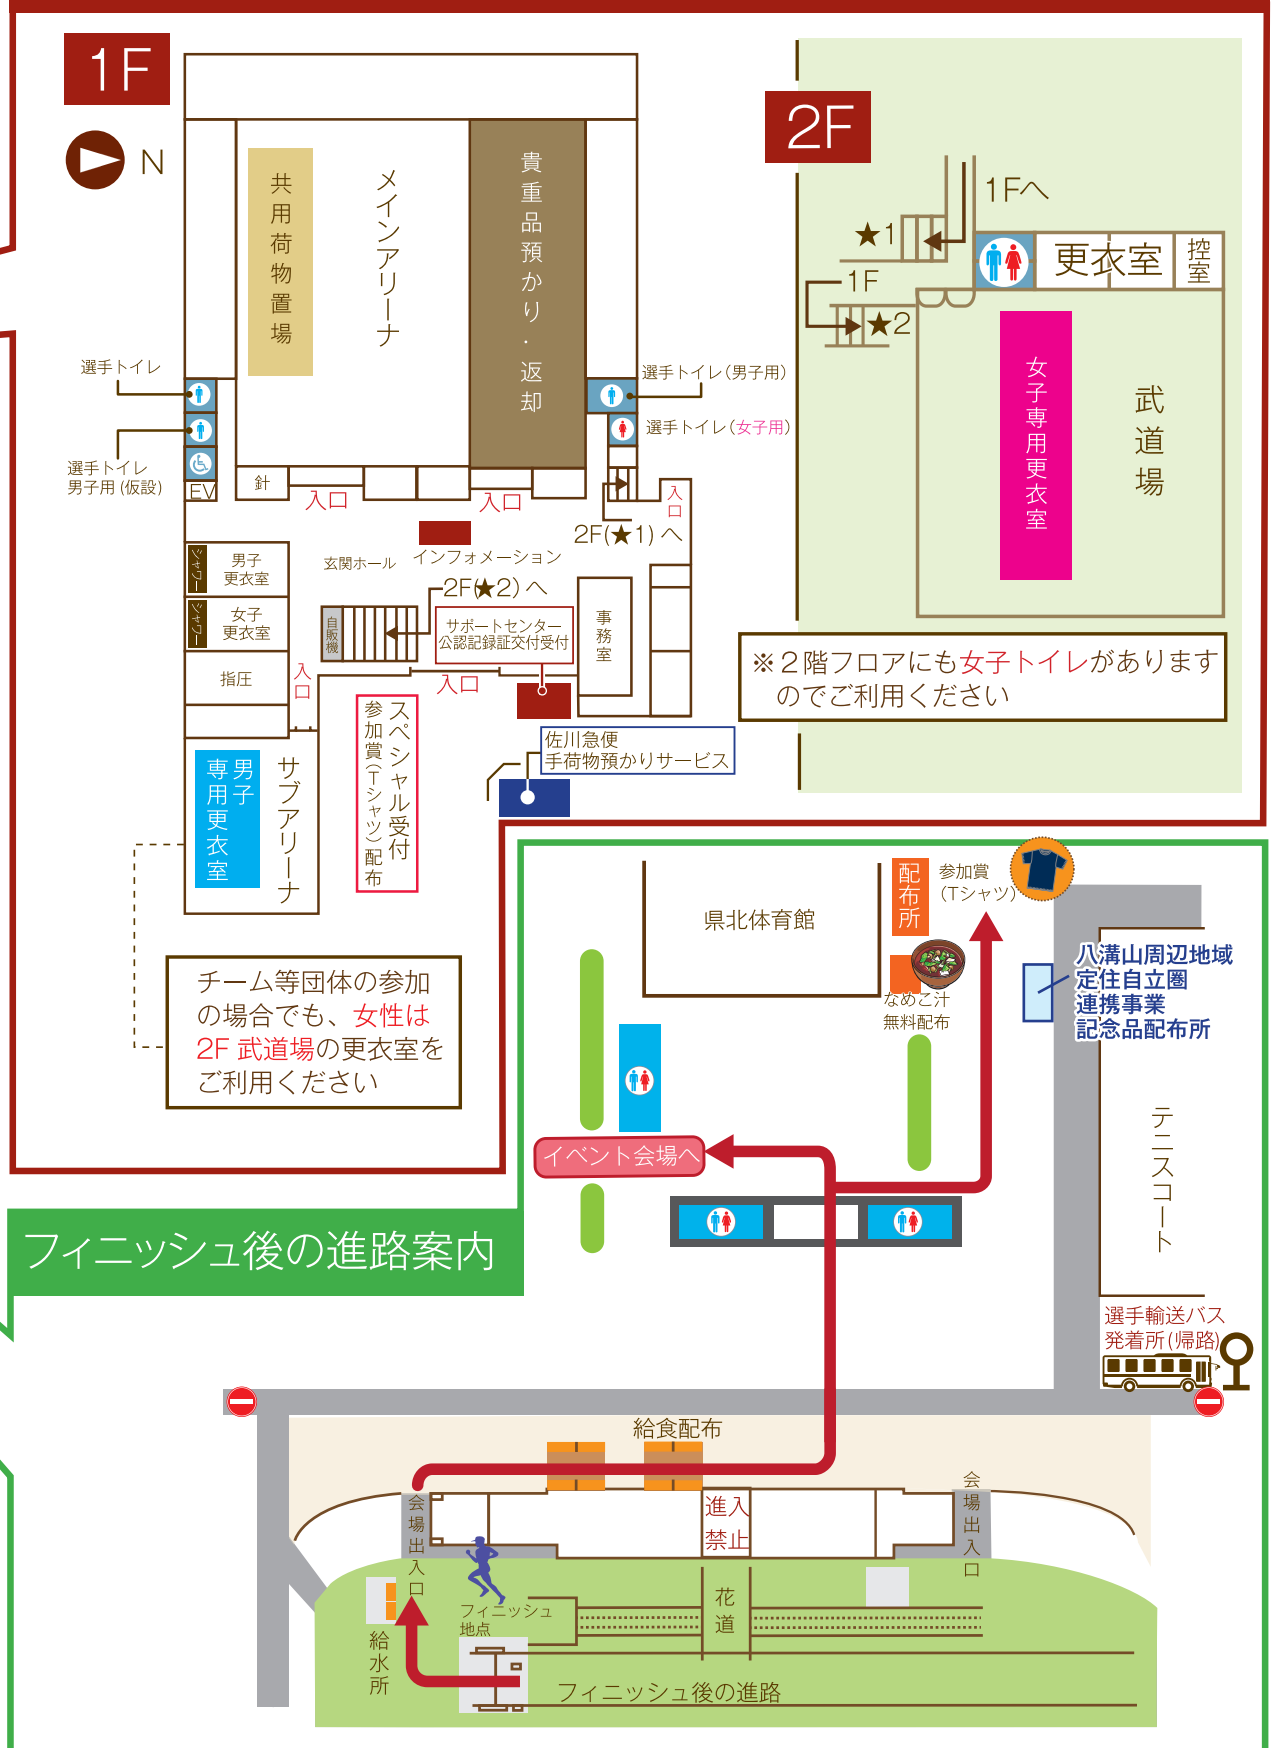 1F
N
共用荷物置場
メインアリーナ
貴重品預かり・返却
選手トイレ
選手トイレ
男子用(仮設)
EV
針
入口
入口
選手トイレ(男子用)
選手トイレ(女子用)
入口
2F(★1)へ
インフォメーション
玄関ホール
2F(★2)へ
シャワー
男子
更衣室
シャワー
女子
更衣室
指圧
自販機
サポートセンター
公認記録証交付受付
事務室
入口
入口
スペシャル受付
参加賞(Tシャツ)配布
佐川急便
手荷物預かりサービス
男子
専用更衣室
サブアリーナ
チーム等団体の参加
の場合でも、女性は
2F 武道場の更衣室を
ご利用ください
2F
1Fへ
★1
1F
★2
更衣室
控室
女子専用更衣室
武道場
※2階フロアにも女子トイレがあります
のでご利用ください
フィニッシュ後の進路案内
県北体育館
配布所
参加賞
(Tシャツ)
なめこ汁
無料配布
八溝山周辺地域
定住自立圏
連携事業
記念品配布所
イベント会場へ
テニスコート
選手輸送バス
発着所(帰路)
給食配布
会場出入口
進入
禁止
会場出入口
フィニッシュ
地点
花道
給水所
フィニッシュ後の進路